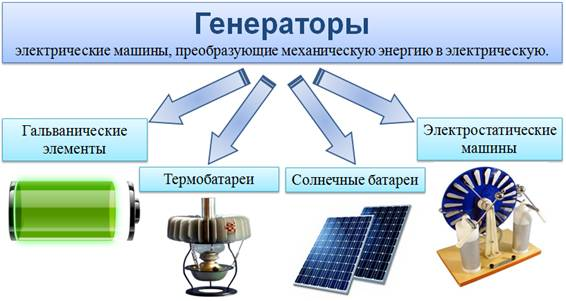 Генераторы
электрические машины, преобразующие механическую энергию в электрическую.
Гальванические
элементы
Термобатареи
Солнечные батареи
Электростатические
машины